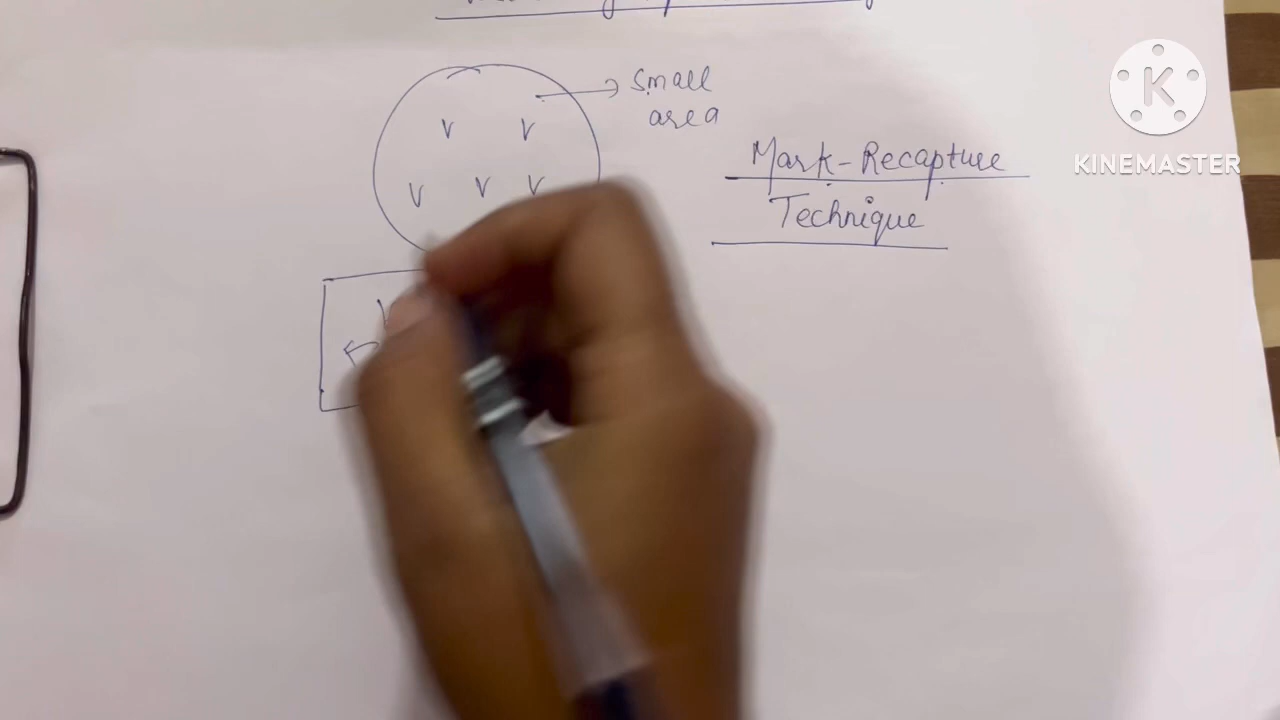 Small
area
V V
V V V
V
Mark-Recapture
Technique
K
KINEMASTER